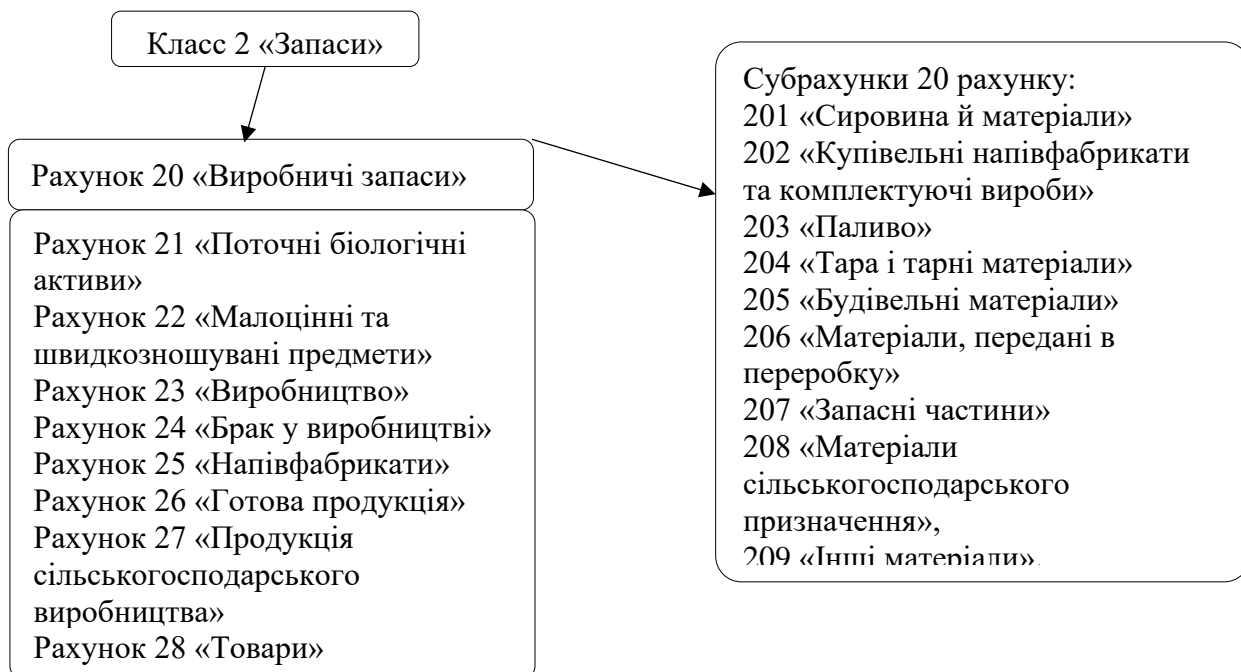 Класс 2 «Запаси»
Рахунок 20 «Виробничі запаси»
Рахунок 21 «Поточні біологічні
активи»
Рахунок 22 «Малоцінні та
швидкозношувані предмети»
Рахунок 23 «Виробництво»
Рахунок 24 «Брак у виробництві»
Рахунок 25 «Напівфабрикати»
Рахунок 26 «Готова продукція»
Рахунок 27 «Продукція
сільськогосподарського
виробництва»
Рахунок 28 «Товари»
Субрахунки 20 рахунку:
201 «Сировина й матеріали»
202 «Купівельні напівфабрикати
та комплектуючі вироби»
203 «Паливо»
204 «Тара і тарні матеріали»
205 «Будівельні матеріали»
206 «Матеріали, передані в
переробку»
207 «Запасні частини»
208 «Матеріали
сільськогосподарського
призначення»,
209 «Інші матеріали».